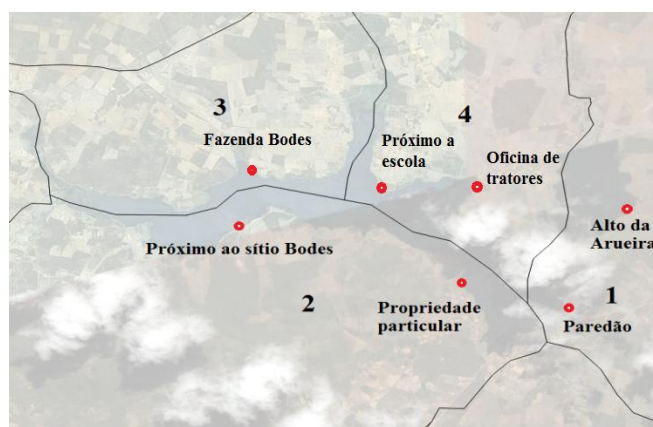 3
4
Fazenda Bodes
Próximo a
escola
Oficina de
tratores
Alto da
Arueira
Próximo ao sítio Bodes
2
Propriedade
particular
1
Paredão